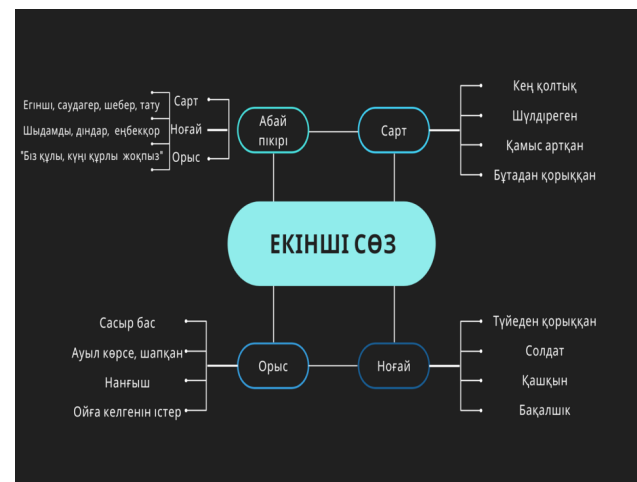 Егінші, саудагер, шебер, тату
Шыдамды, діндар, еңбекқор
"Біз құлы, күңі құрлы жоқпыз"
Сарт
Ноғай
Орыс
Абай
пікірі
Сарт
Кең қолтық
Шүлдіреген
Қамыс артқан
Бұтадан қорыққан
ЕКІНШІ СӨЗ
Сасыр бас
Ауыл көрсе, шапқан
Нанғыш
Ойға келгенін істер
Орыс
Ноғай
Түйеден қорыққан
Солдат
Қашқын
Бақалшік